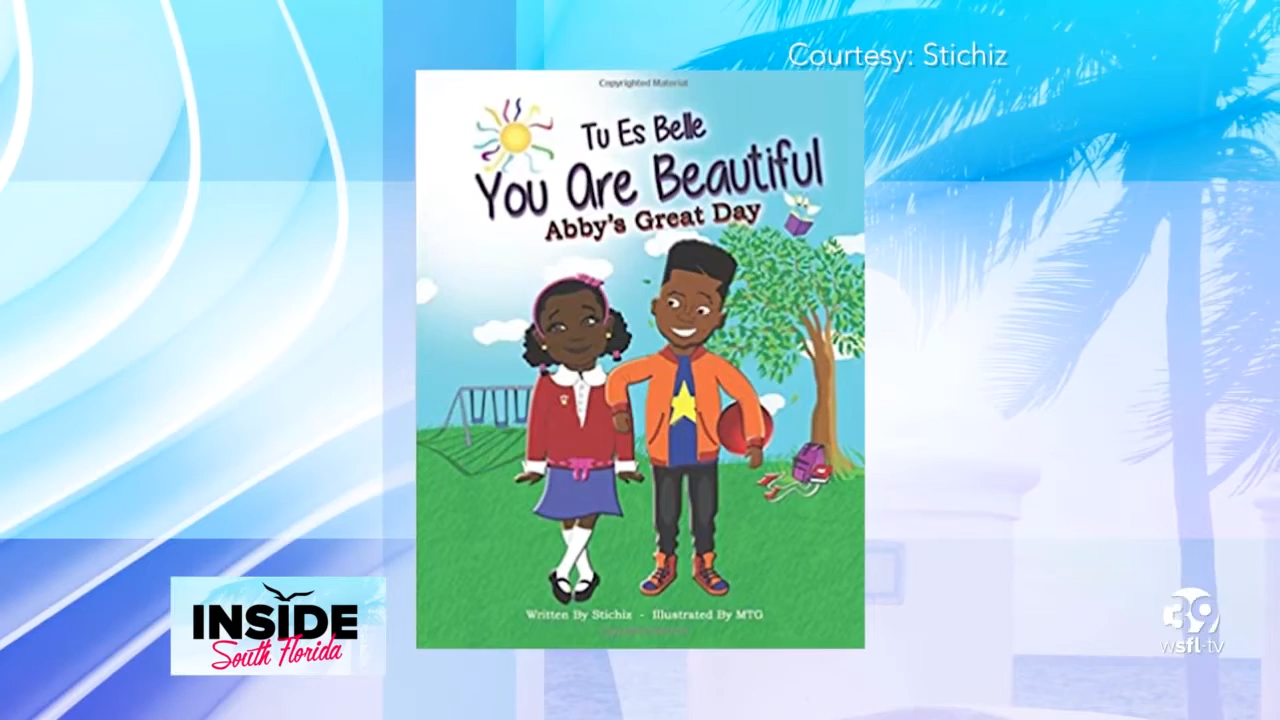 Courtesy: Stichiz
Copyrighted Material
Tu Es Belle
You Are Beautiful
Abby's Great Day
Written By Stichiz - Illustrated By MTG
INSIDE
South Florida
39
wsfl-tv